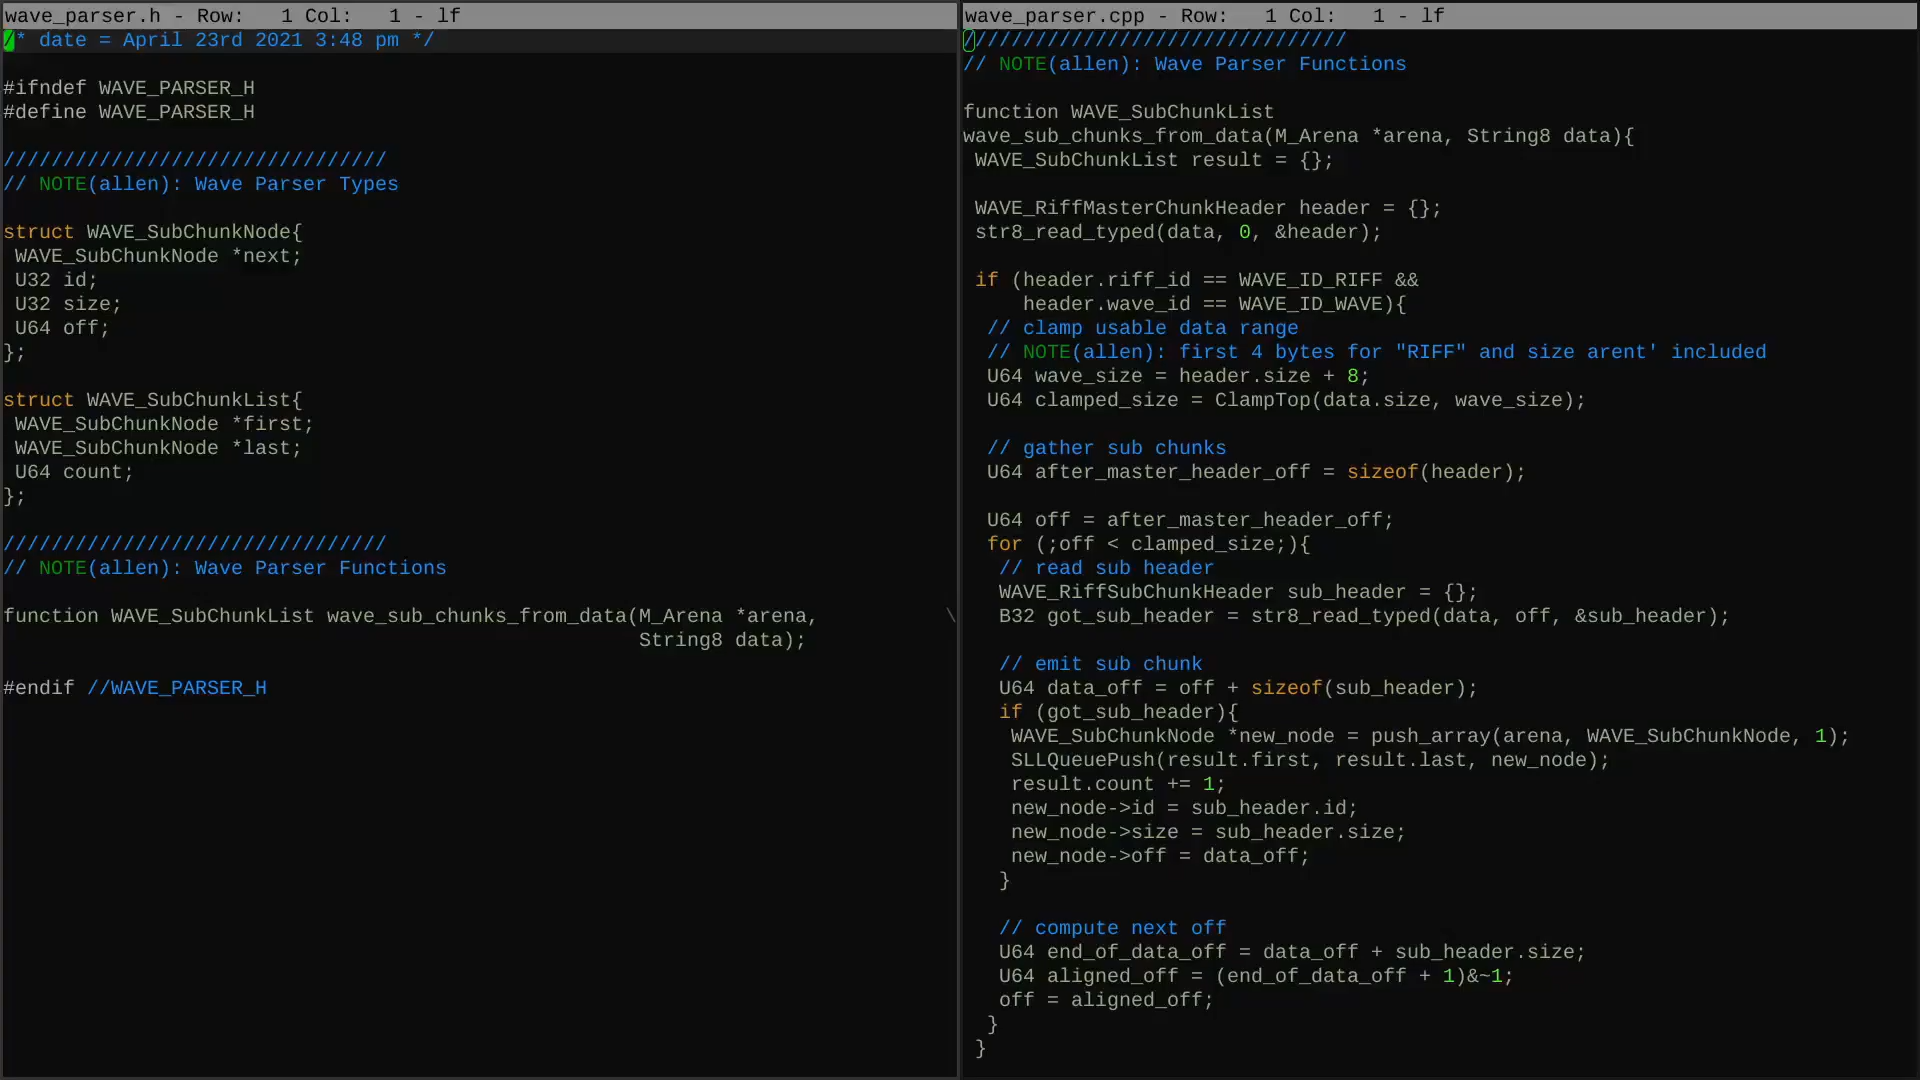 wave_parser.h - Row:   1 Col:   1 - lf
/* date = April 23rd 2021 3:48 pm */
#ifndef WAVE_PARSER_H
#define WAVE_PARSER_H
////////////////////////////////
// NOTE(allen): Wave Parser Types
struct WAVE_SubChunkNode{
 WAVE_SubChunkNode *next;
 U32 id;
 U32 size;
 U64 off;
};
struct WAVE_SubChunkList{
 WAVE_SubChunkNode *first;
 WAVE_SubChunkNode *last;
 U64 count;
};
////////////////////////////////
// NOTE(allen): Wave Parser Functions
function WAVE_SubChunkList wave_sub_chunks_from_data(M_Arena *arena, \
                                                     String8 data);
#endif //WAVE_PARSER_H
wave_parser.cpp - Row:   1 Col:   1 - lf
////////////////////////////////
// NOTE(allen): Wave Parser Functions
function WAVE_SubChunkList
wave_sub_chunks_from_data(M_Arena *arena, String8 data){
 WAVE_SubChunkList result = {};
 WAVE_RiffMasterChunkHeader header = {};
 str8_read_typed(data, 0, &header);
 if (header.riff_id == WAVE_ID_RIFF &&
     header.wave_id == WAVE_ID_WAVE){
  // clamp usable data range
  // NOTE(allen): first 4 bytes for "RIFF" and size arent' included
  U64 wave_size = header.size + 8;
  U64 clamped_size = ClampTop(data.size, wave_size);
  // gather sub chunks
  U64 after_master_header_off = sizeof(header);
  U64 off = after_master_header_off;
  for (;off < clamped_size;){
   // read sub header
   WAVE_RiffSubChunkHeader sub_header = {};
   B32 got_sub_header = str8_read_typed(data, off, &sub_header);
   // emit sub chunk
   U64 data_off = off + sizeof(sub_header);
   if (got_sub_header){
    WAVE_SubChunkNode *new_node = push_array(arena, WAVE_SubChunkNode, 1);
    SLLQueuePush(result.first, result.last, new_node);
    result.count += 1;
    new_node->id = sub_header.id;
    new_node->size = sub_header.size;
    new_node->off = data_off;
   }
   // compute next off
   U64 end_of_data_off = data_off + sub_header.size;
   U64 aligned_off = (end_of_data_off + 1)&~1;
   off = aligned_off;
  }
 }